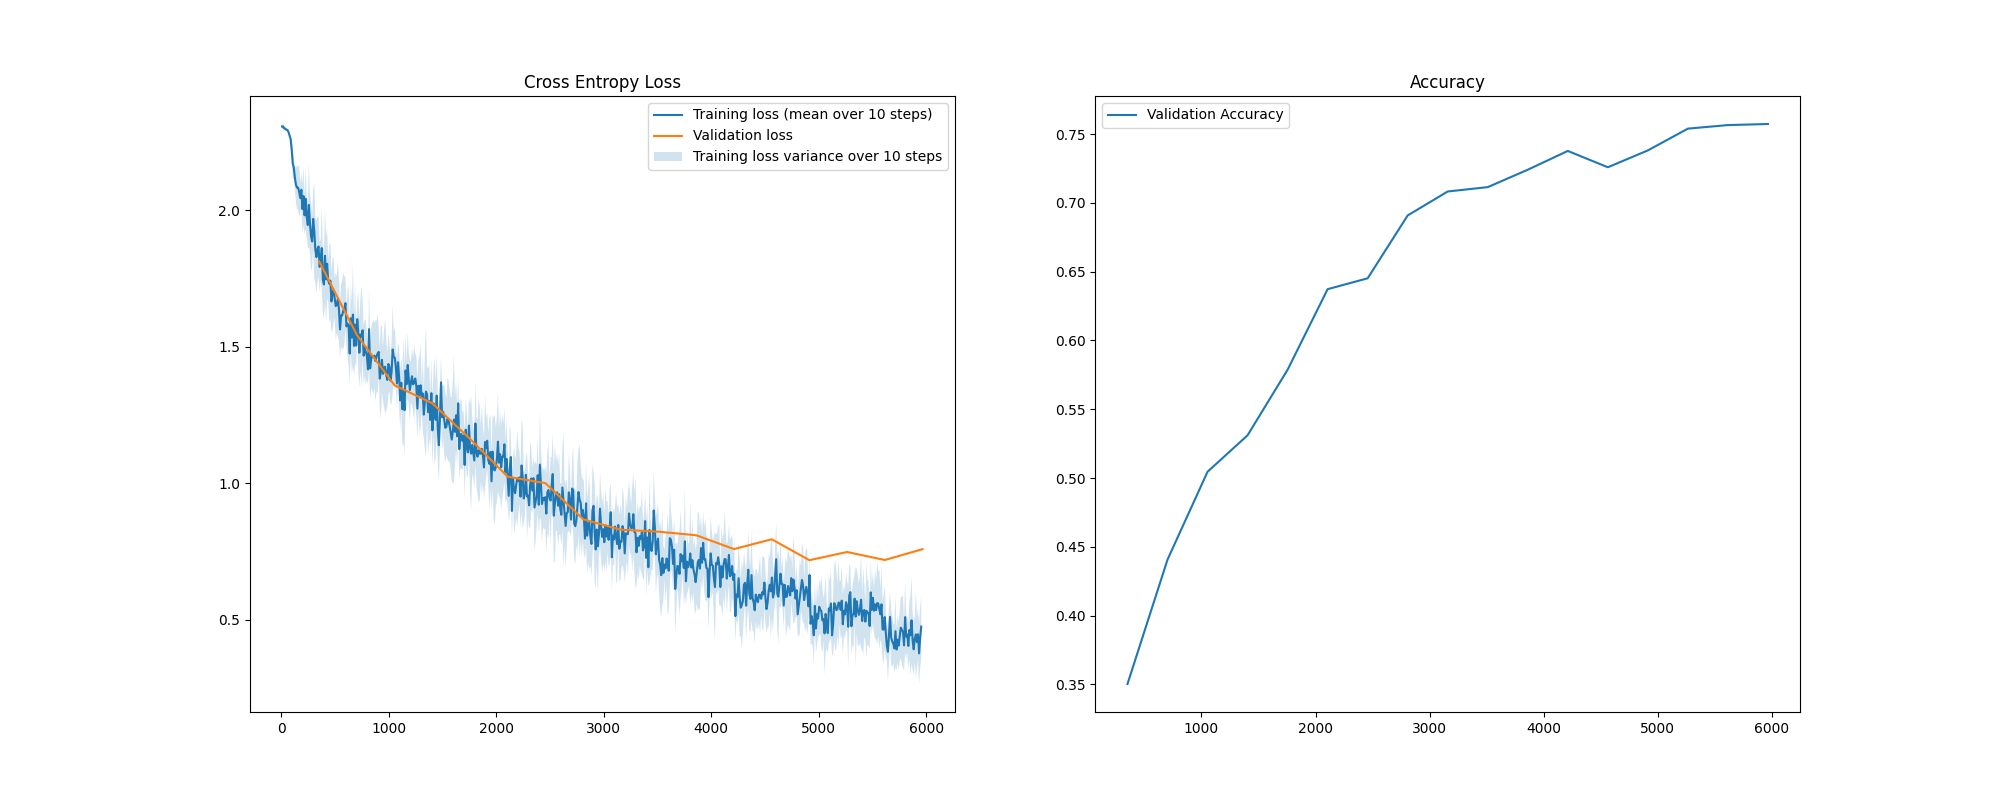 Cross Entropy Loss
Training loss (mean over 10 steps)
Validation loss
Training loss variance over 10 steps
2.0
1.5
1.0
0.5
0 1000 2000 3000 4000 5000 6000
Accuracy
Validation Accuracy
0.75
0.70
0.65
0.60
0.55
0.50
0.45
0.40
0.35
1000 2000 3000 4000 5000 6000